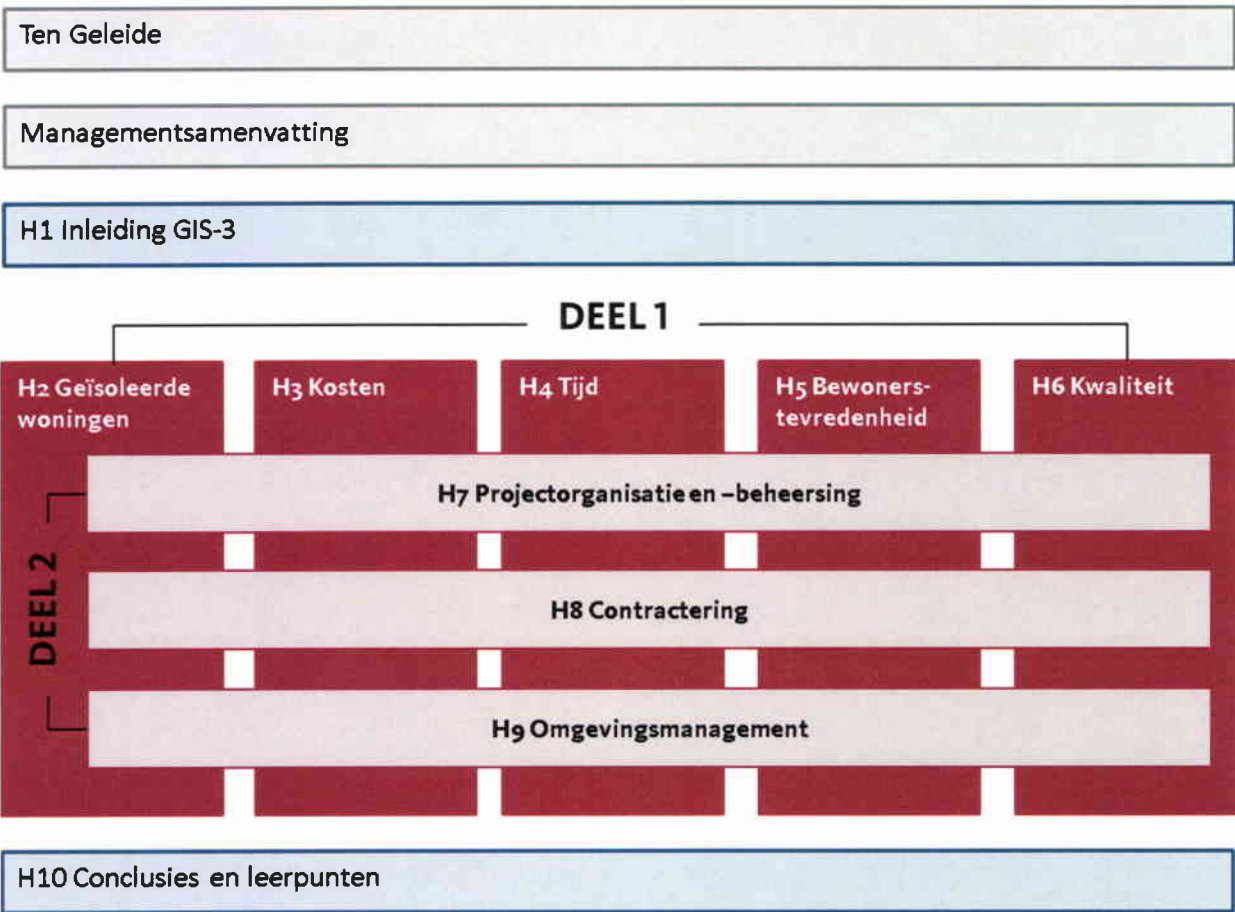 Ten Geleide
Managementsamenvatting
H1 Inleiding GIS-3
DEEL 1
H2 Geïsoleerde
woningen
H3 Kosten
H4 Tijd
H5 Bewoners-
tevredenheid
H6 Kwaliteit
DEEL 2
H7 Projectorganisatie en –beheersing
H8 Contractering
H9 Omgevingsmanagement
H10 Conclusies en leerpunten